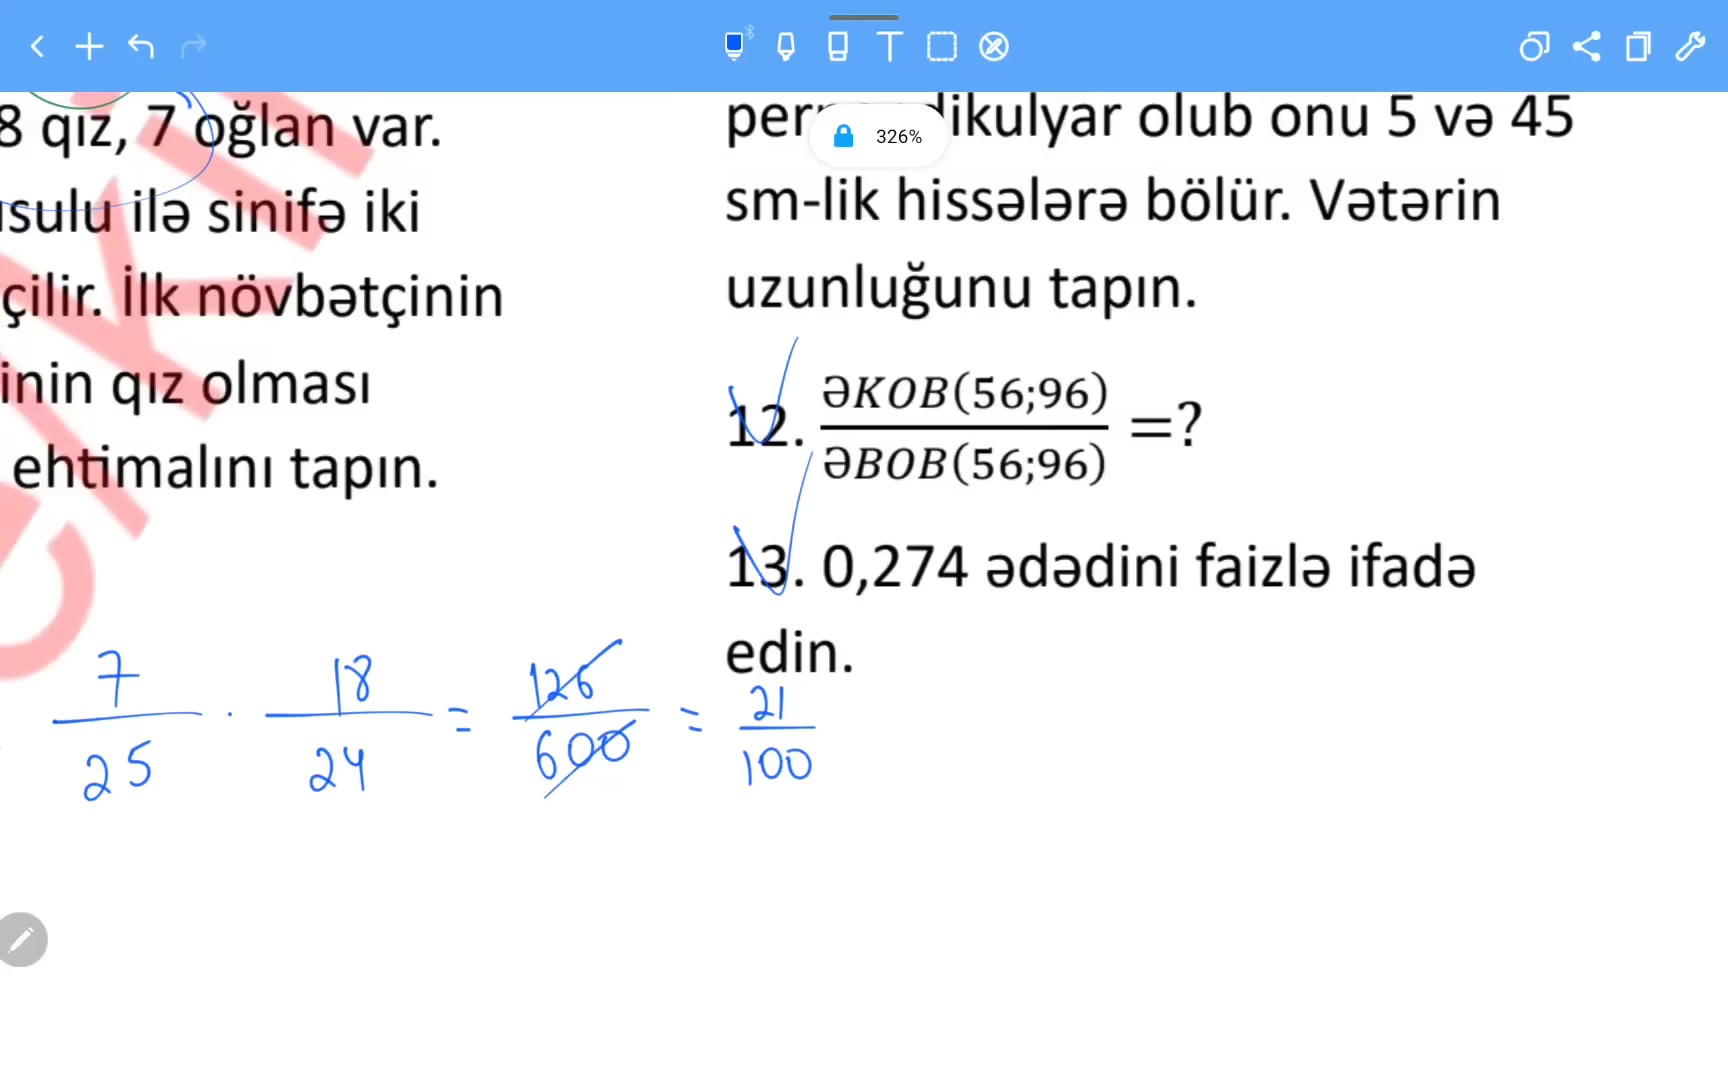 8 qız, 7 oğlan var.
sulu ilə sinifə iki
çilir. İlk növbətçinin
inin qız olması
ehtimalını tapın.
7/25 · 18/24 = 126/600 = 21/100
326%
ikulyar olub onu 5 və 45
sm-lik hissələrə bölür. Vətərin
uzunluğunu tapın.
12. ƏKOB(56;96)/ƏBOB(56;96) =?
13. 0,274 ədədini faizlə ifadə
edin.